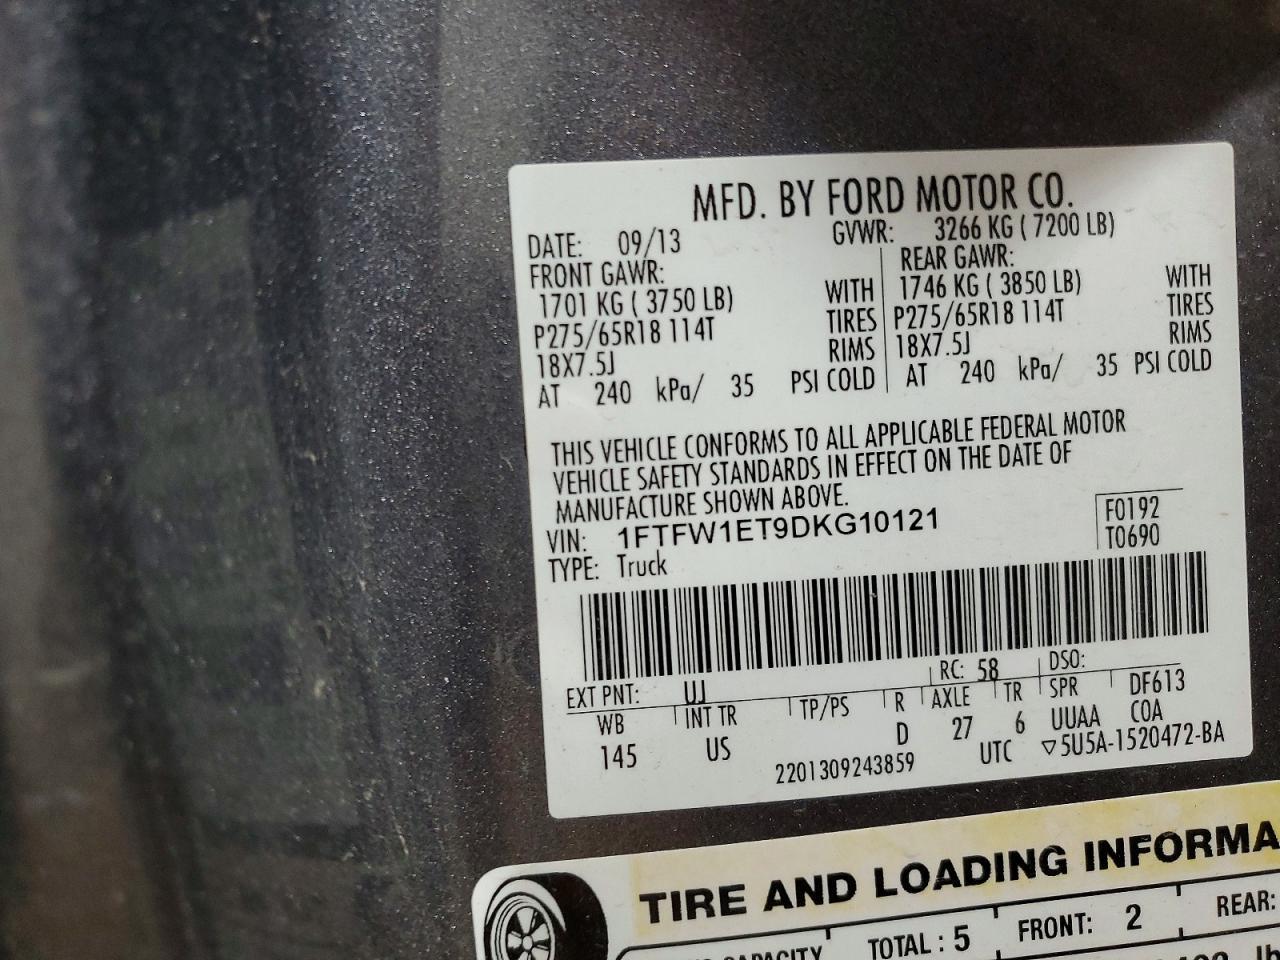 MFD. BY FORD MOTOR CO.
DATE: 09/13 GVWR: 3266 KG ( 7200 LB)
FRONT GAWR: REAR GAWR:
1701 KG ( 3750 LB) WITH 1746 KG ( 3850 LB) WITH
P275/65R18 114T TIRES P275/65R18 114T TIRES
18X7.5J RIMS 18X7.5J RIMS
AT 240 kPa/ 35 PSI COLD AT 240 kPa/ 35 PSI COLD
THIS VEHICLE CONFORMS TO ALL APPLICABLE FEDERAL MOTOR
VEHICLE SAFETY STANDARDS IN EFFECT ON THE DATE OF
MANUFACTURE SHOWN ABOVE.
VIN: 1FTFW1ET9DKG10121 F0192
TYPE: Truck T0690
EXT PNT: UJ RC: 58 DSO:
WB INT TR TP/PS R AXLE TR SPR DF613
145 US D 27 6 UUAA COA
2201309243859 UTC ▽5U5A-1520472-BA
TIRE AND LOADING INFORMA
CAPACITY TOTAL : 5 FRONT: 2 REAR:
lb